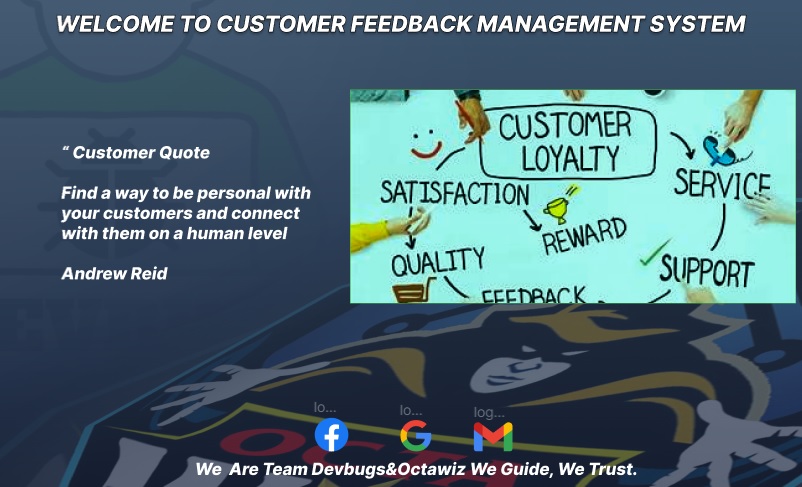 WELCOME TO CUSTOMER FEEDBACK MANAGEMENT SYSTEM
“ Customer Quote
Find a way to be personal with
your customers and connect
with them on a human level
Andrew Reid
CUSTOMER
LOYALTY
SATISFACTION
SERVICE
REWARD
QUALITY
SUPPORT
FEEDBACK
lo...
lo...
log...
OCTA
We Are Team Devbugs&Octawiz We Guide, We Trust.